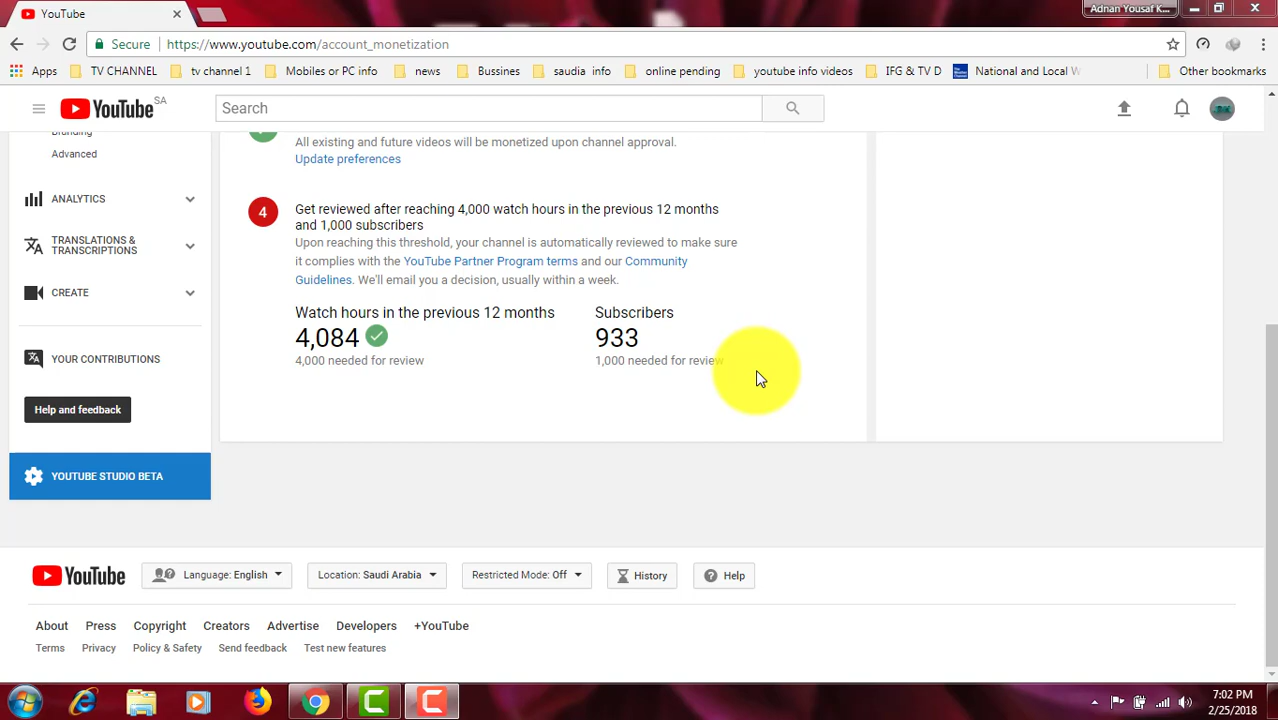 YouTube
Adnan Yousaf K...
Secure
https://www.youtube.com/account_monetization
Apps
TV CHANNEL
tv channel 1
Mobiles or PC info
news
Bussines
saudia info
online panding
youtube info videos
IFG & TV D
National and Local W
Other bookmarks
YouTube SA
Search
Branding
Advanced
ANALYTICS
TRANSLATIONS &
TRANSCRIPTIONS
CREATE
YOUR CONTRIBUTIONS
Help and feedback
YOUTUBE STUDIO BETA
All existing and future videos will be monetized upon channel approval.
Update preferences
4
Get reviewed after reaching 4,000 watch hours in the previous 12 months
and 1,000 subscribers
Upon reaching this threshold, your channel is automatically reviewed to make sure
it complies with the YouTube Partner Program terms and our Community
Guidelines. We'll email you a decision, usually within a week.
Watch hours in the previous 12 months
4,084
4,000 needed for review
Subscribers
933
1,000 needed for review
YouTube
Language: English
Location: Saudi Arabia
Restricted Mode: Off
History
Help
About
Press
Copyright
Creators
Advertise
Developers
+YouTube
Terms
Privacy
Policy & Safety
Send feedback
Test new features
7:02 PM
2/25/2018